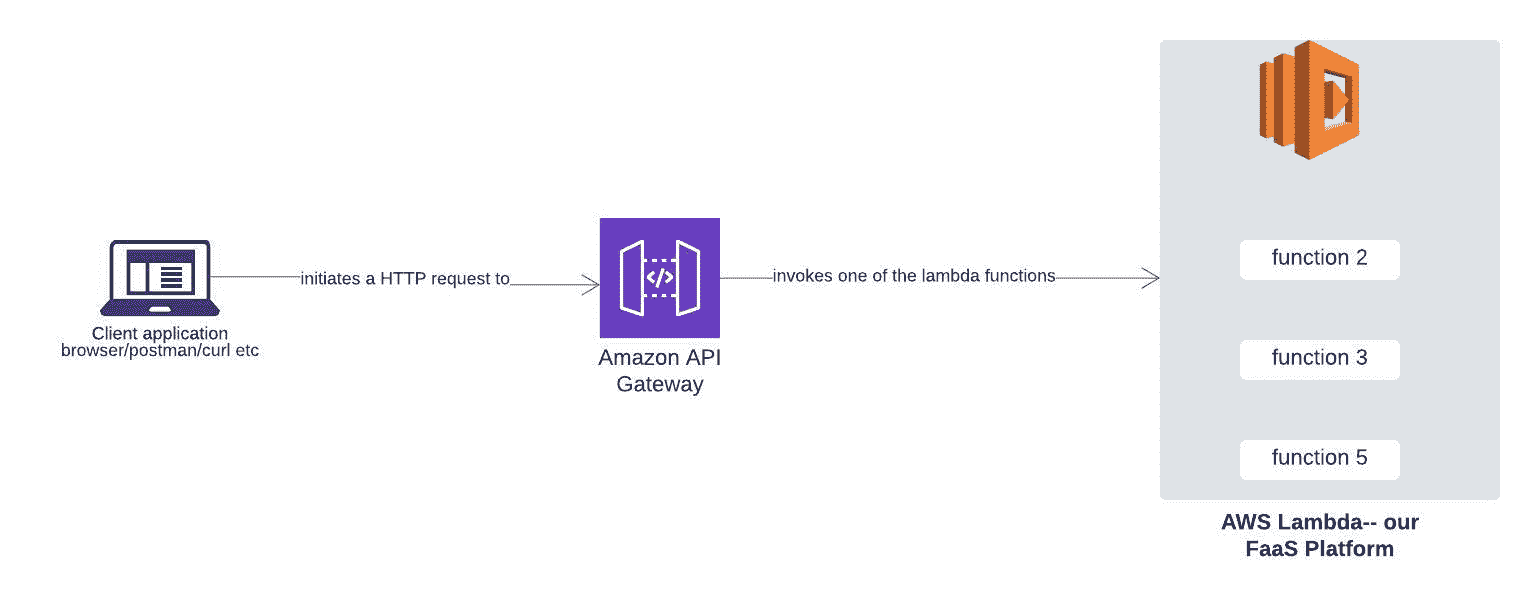 initiates a HTTP request to
invokes one of the lambda functions
Client application
browser/postman/curl etc
</>
Amazon API
Gateway
function 2
function 3
function 5
AWS Lambda-- our
FaaS Platform